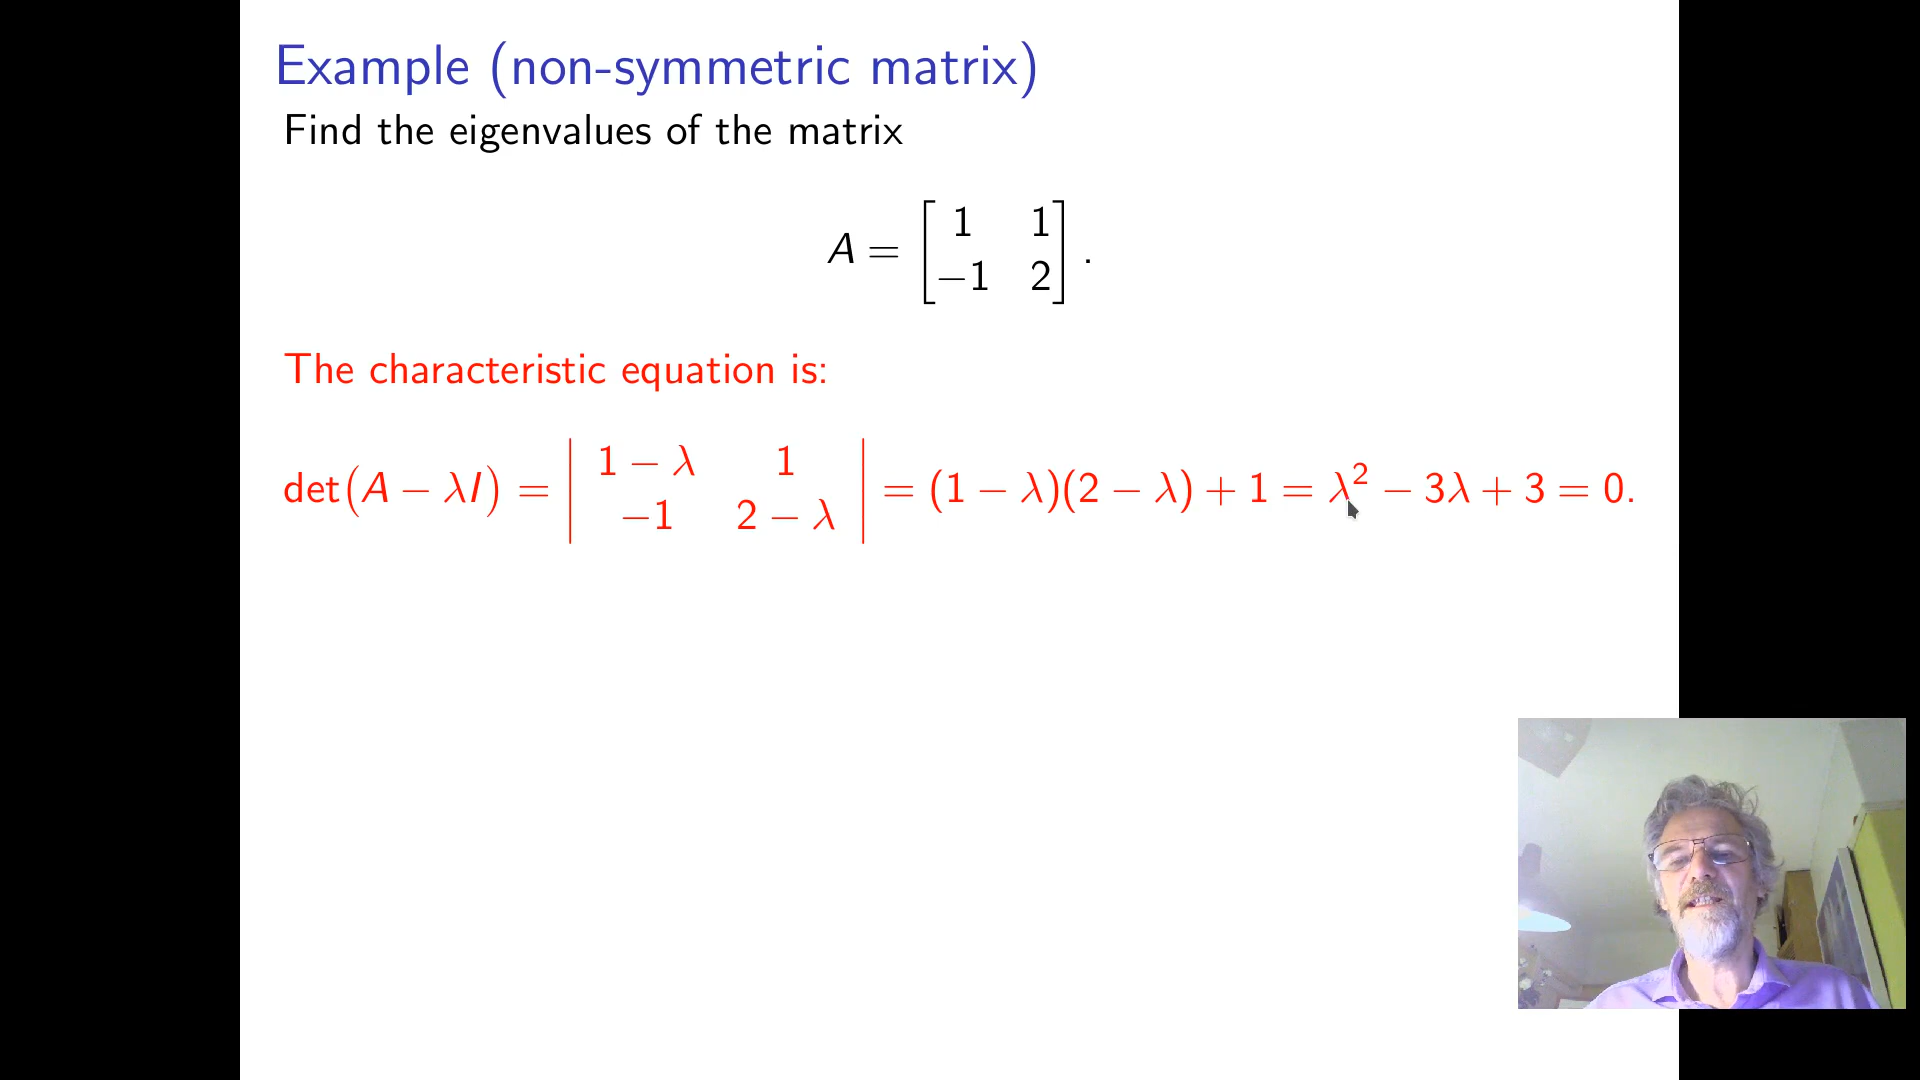 Example (non-symmetric matrix)
Find the eigenvalues of the matrix
A = [ 1 1
−1 2 ] .
The characteristic equation is:
det(A − λI) = | 1 − λ 1
−1 2 − λ | = (1 − λ)(2 − λ) + 1 = λ² − 3λ + 3 = 0.